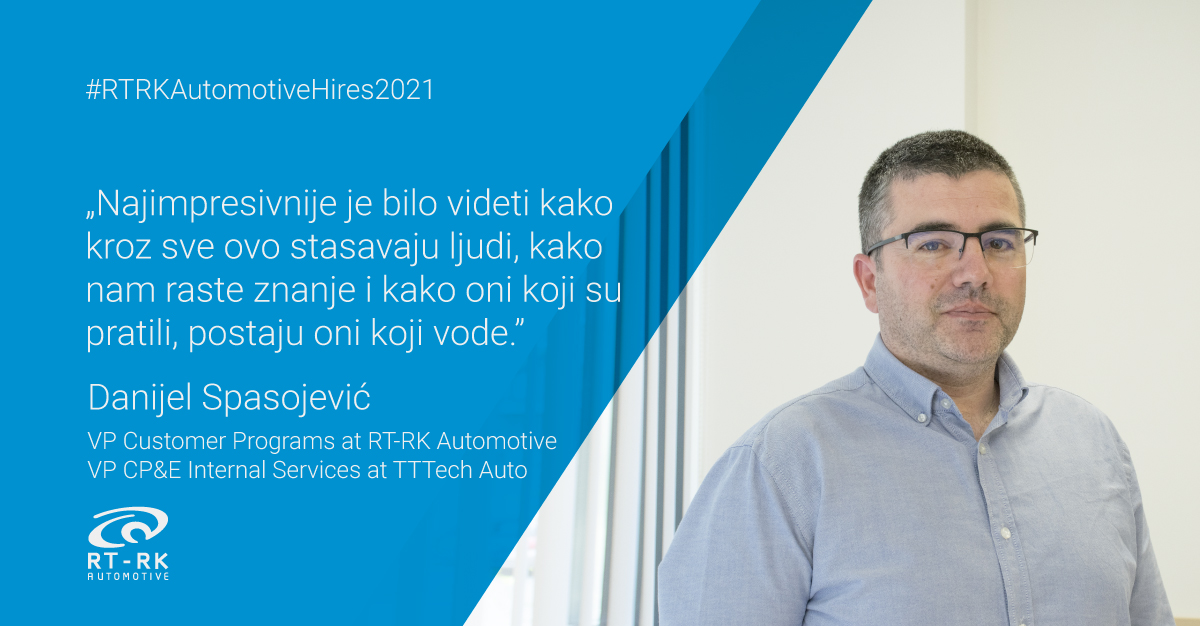 #RTRKAutomotiveHires2021
„Najimpresivnije je bilo videti kako
kroz sve ovo stasavaju ljudi, kako
nam raste znanje i kako oni koji su
pratili, postaju oni koji vode.”
Danijel Spasojević
VP Customer Programs at RT-RK Automotive
VP CP&E Internal Services at TTTech Auto
RT-RK
AUTOMOTIVE